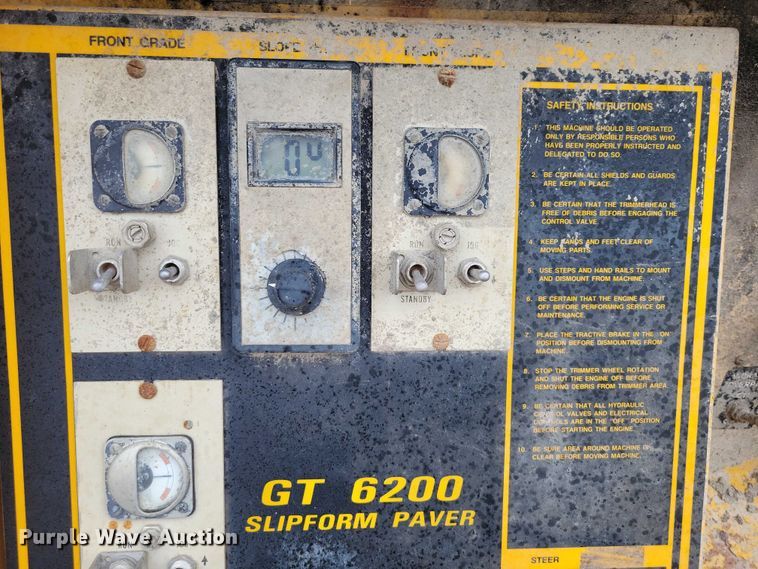 FRONT GRADE
SLOPE
RUN
JOG
STANDBY
RUN
JOG
STANDBY
SAFETY INSTRUCTIONS
1. THIS MACHINE SHOULD BE OPERATED
ONLY BY RESPONSIBLE PERSONS WHO
HAVE BEEN PROPERLY INSTRUCTED AND
DELEGATED TO DO SO.
2. BE CERTAIN ALL SHIELDS AND GUARDS
ARE KEPT IN PLACE.
3. BE CERTAIN THAT THE TRIMMERHEAD IS
FREE OF DEBRIS BEFORE ENGAGING THE
CONTROL VALVE.
4. KEEP HANDS AND FEET CLEAR OF
MOVING PARTS.
5. USE STEPS AND HAND RAILS TO MOUNT
AND DISMOUNT FROM MACHINE.
6. BE CERTAIN THAT THE ENGINE IS SHUT
OFF BEFORE PERFORMING SERVICE OR
MAINTENANCE.
7. PLACE THE TRACTIVE BRAKE IN THE "ON"
POSITION BEFORE DISMOUNTING FROM
MACHINE.
8. STOP THE TRIMMER WHEEL ROTATION
AND SHUT THE ENGINE OFF BEFORE
REMOVING DEBRIS FROM TRIMMER AREA.
9. BE CERTAIN THAT ALL HYDRAULIC
CONTROL VALVES AND ELECTRICAL
CONTROLS ARE IN THE "OFF" POSITION
BEFORE STARTING THE ENGINE.
10. BE SURE AREA AROUND MACHINE IS
CLEAR BEFORE MOVING MACHINE.
GT 6200
SLIPFORM PAVER
RUN
STEER
Purple Wave Auction